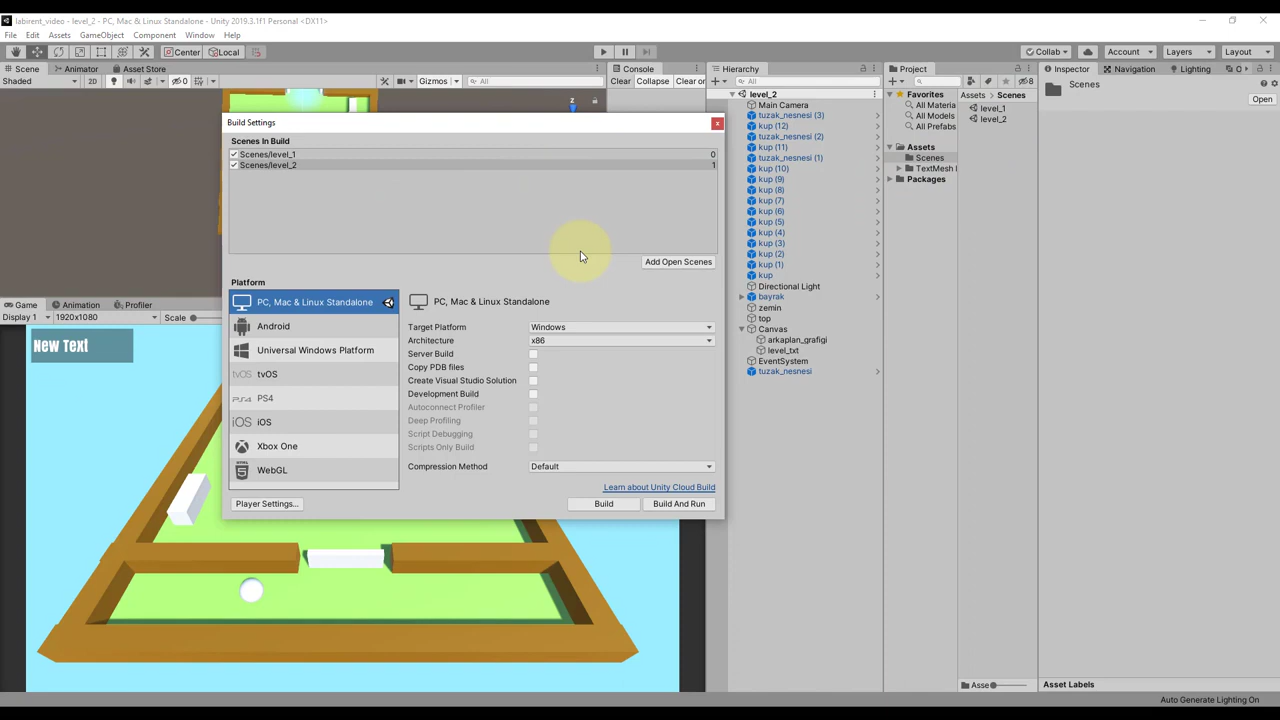 labirent_video - level_2 - PC, Mac & Linux Standalone - Unity 2019.3.1f1 Personal <DX11>
File Edit Assets GameObject Component Window Help
Center Local Collab Account Layers Layout
Scene Animator Asset Store
Shaded 2D 0 Gizmos All
Console
Clear Collapse Clear or
Hierarchy
All
level_2
Main Camera
tuzak_nesnesi (3)
kup (12)
tuzak_nesnesi (2)
kup (11)
tuzak_nesnesi (1)
kup (10)
kup (9)
kup (8)
kup (7)
kup (6)
kup (5)
kup (4)
kup (3)
kup (2)
kup (1)
kup
Directional Light
bayrak
zemin
top
Canvas
arkaplan_grafigi
level_txt
EventSystem
tuzak_nesnesi
Project
8
Favorites
All Materia
All Models
All Prefabs
Assets
Scenes
TextMesh
Packages
Assets Scenes
level_1
level_2
Asse
Inspector Navigation Lighting O
Scenes
Open
Asset Labels
Auto Generate Lighting On
Build Settings
Scenes In Build
Scenes/level_1 0
Scenes/level_2 1
Add Open Scenes
Platform
PC, Mac & Linux Standalone
Android
Universal Windows Platform
tvOS tvOS
PS4
iOS iOS
Xbox One
WebGL
PC, Mac & Linux Standalone
Target Platform Windows
Architecture x86
Server Build
Copy PDB files
Create Visual Studio Solution
Development Build
Autoconnect Profiler
Deep Profiling
Script Debugging
Scripts Only Build
Compression Method Default
Learn about Unity Cloud Build
Player Settings... Build Build And Run
Game Animation Profiler
Display 1 1920x1080 Scale
New Text
z